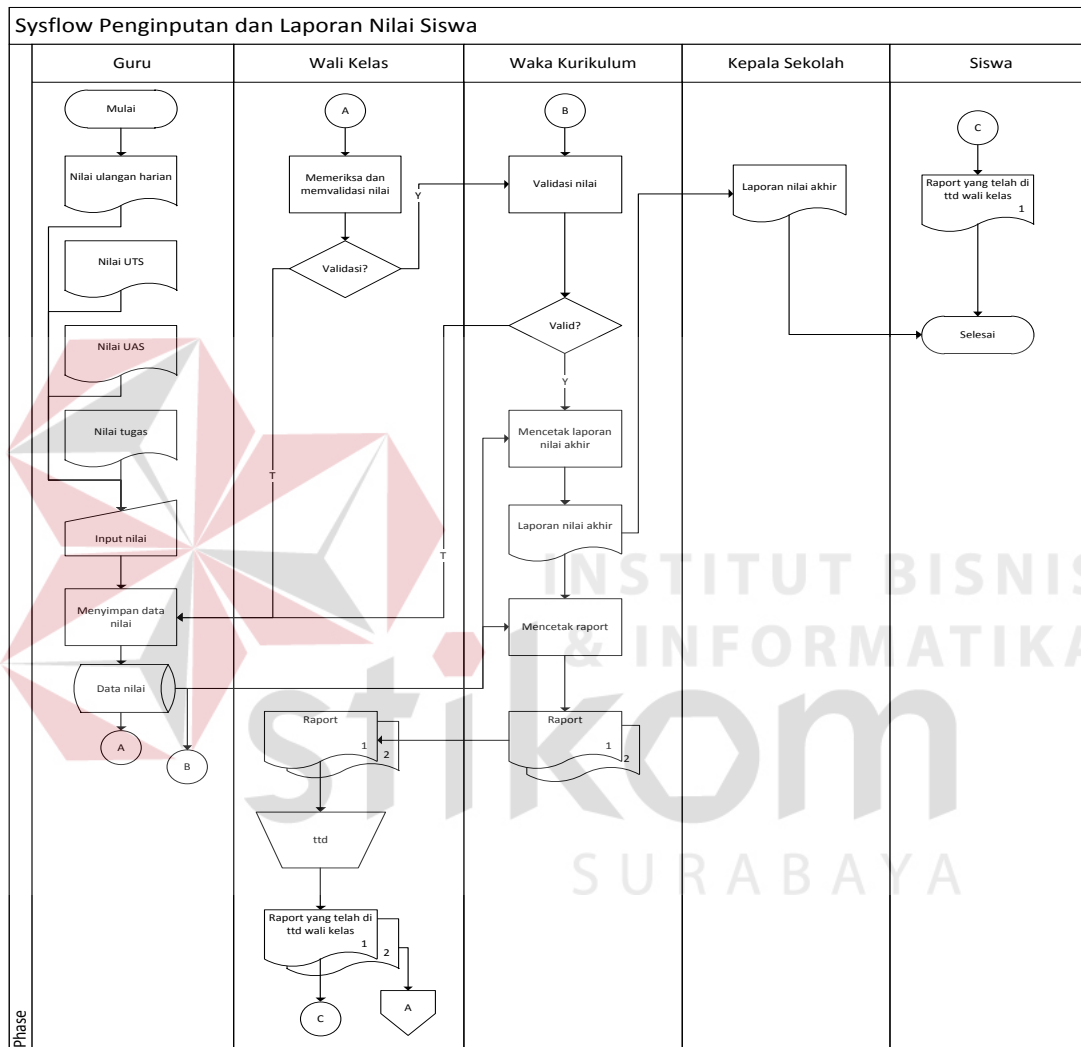 Sysflow Penginputan dan Laporan Nilai Siswa
Phase
Guru
Wali Kelas
Waka Kurikulum
Kepala Sekolah
Siswa
Mulai
Nilai ulangan harian
Nilai UTS
Nilai UAS
Nilai tugas
Input nilai
Menyimpan data
nilai
Data nilai
A
B
A
Memeriksa dan
memvalidasi nilai
Validasi?
Y
T
Raport
1
2
ttd
Raport yang telah di
ttd wali kelas
1
2
C
A
B
Validasi nilai
Valid?
Y
T
Mencetak laporan
nilai akhir
Laporan nilai akhir
Mencetak raport
Raport
1
2
Laporan nilai akhir
C
Raport yang telah di
ttd wali kelas
1
Selesai
INSTITUT BISNIS
& INFORMATIKA
stikom
SURABAYA